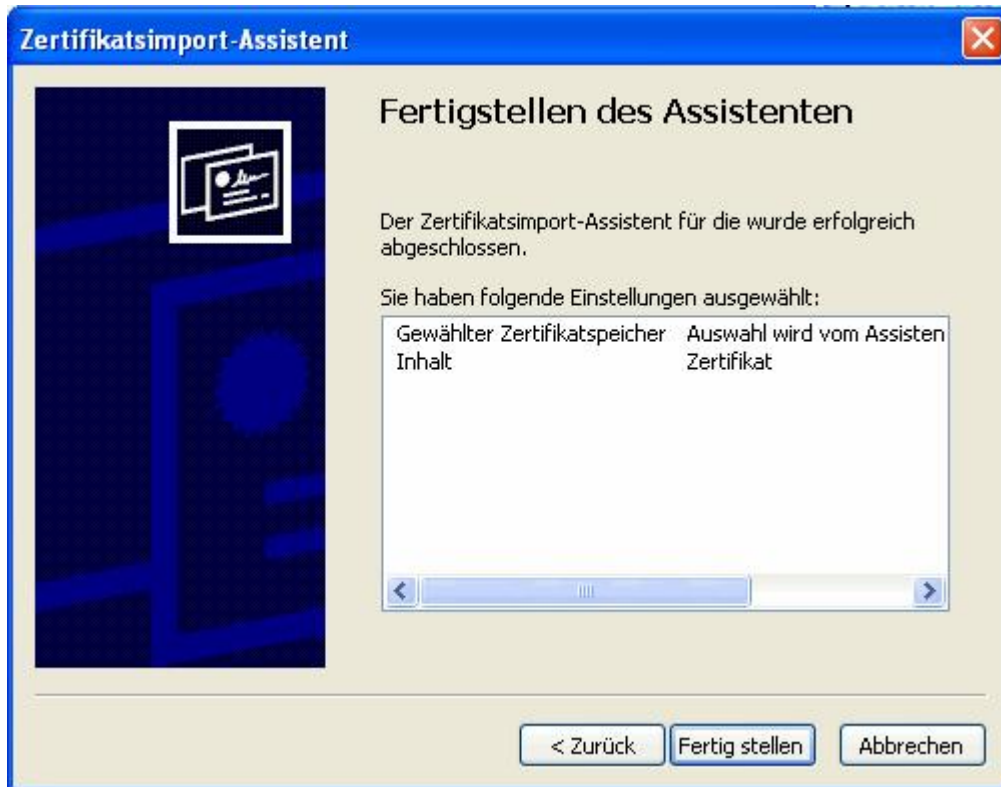 Zertifikatsimport-Assistent
Fertigstellen des Assistenten
Der Zertifikatsimport-Assistent für die wurde erfolgreich
abgeschlossen.
Sie haben folgende Einstellungen ausgewählt:
Gewählter Zertifikatspeicher Auswahl wird vom Assisten
Inhalt Zertifikat
< Zurück Fertig stellen Abbrechen